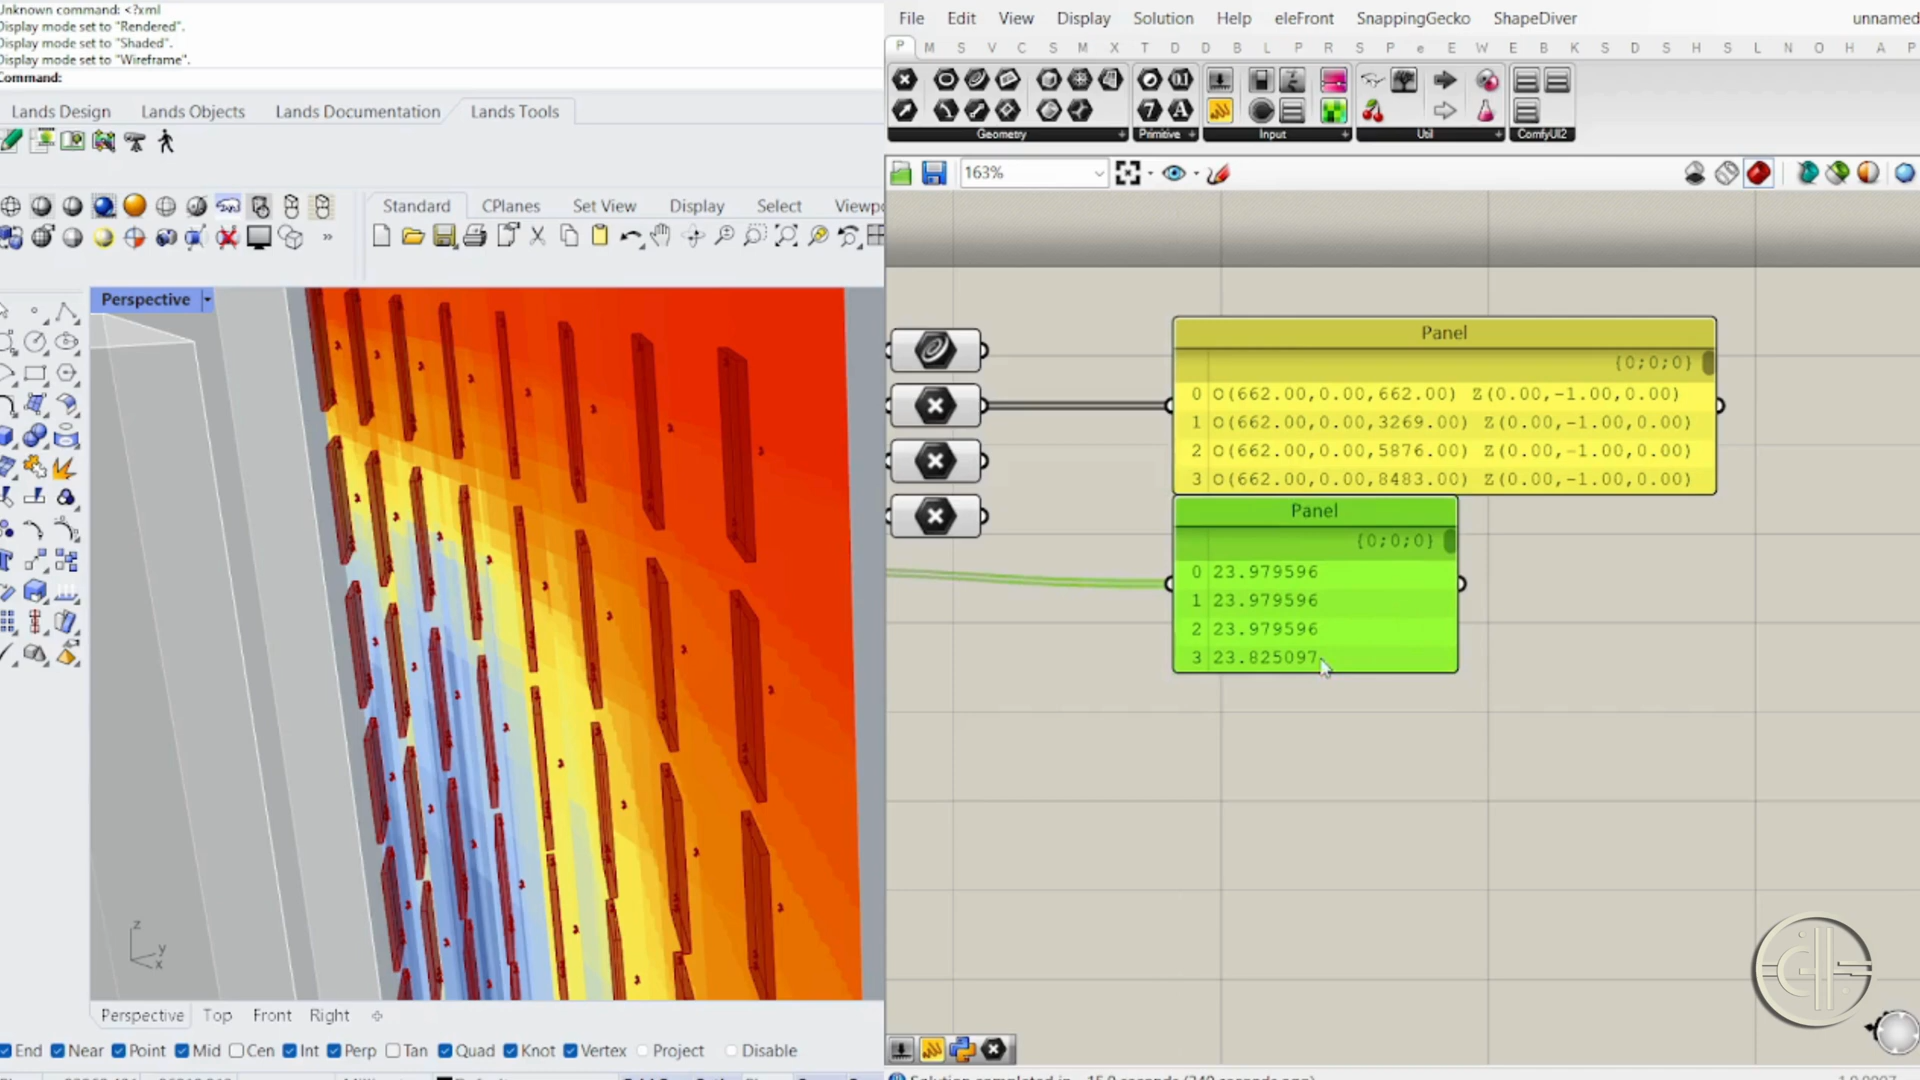 Unknown command: <?xml
Display mode set to "Rendered".
Display mode set to "Shaded".
Display mode set to "Wireframe".
Command:
Lands Design Lands Objects Lands Documentation Lands Tools
Standard CPlanes Set View Display Select Viewpo
Perspective
z
y
x
Perspective Top Front Right
End Near Point Mid Cen Int Perp Tan Quad Knot Vertex Project Disable
File Edit View Display Solution Help eleFront SnappingGecko ShapeDiver unnamed
P M S V C S M X T D D B L P R S P e E W E B K S D S H S L N O H A P
Geometry Primitive Input Util ComfyUI2
163%
Panel
{0;0;0}
0 O(662.00,0.00,662.00) Z(0.00,-1.00,0.00)
1 O(662.00,0.00,3269.00) Z(0.00,-1.00,0.00)
2 O(662.00,0.00,5876.00) Z(0.00,-1.00,0.00)
3 O(662.00,0.00,8483.00) Z(0.00,-1.00,0.00)
Panel
{0;0;0}
0 23.979596
1 23.979596
2 23.979596
3 23.825097